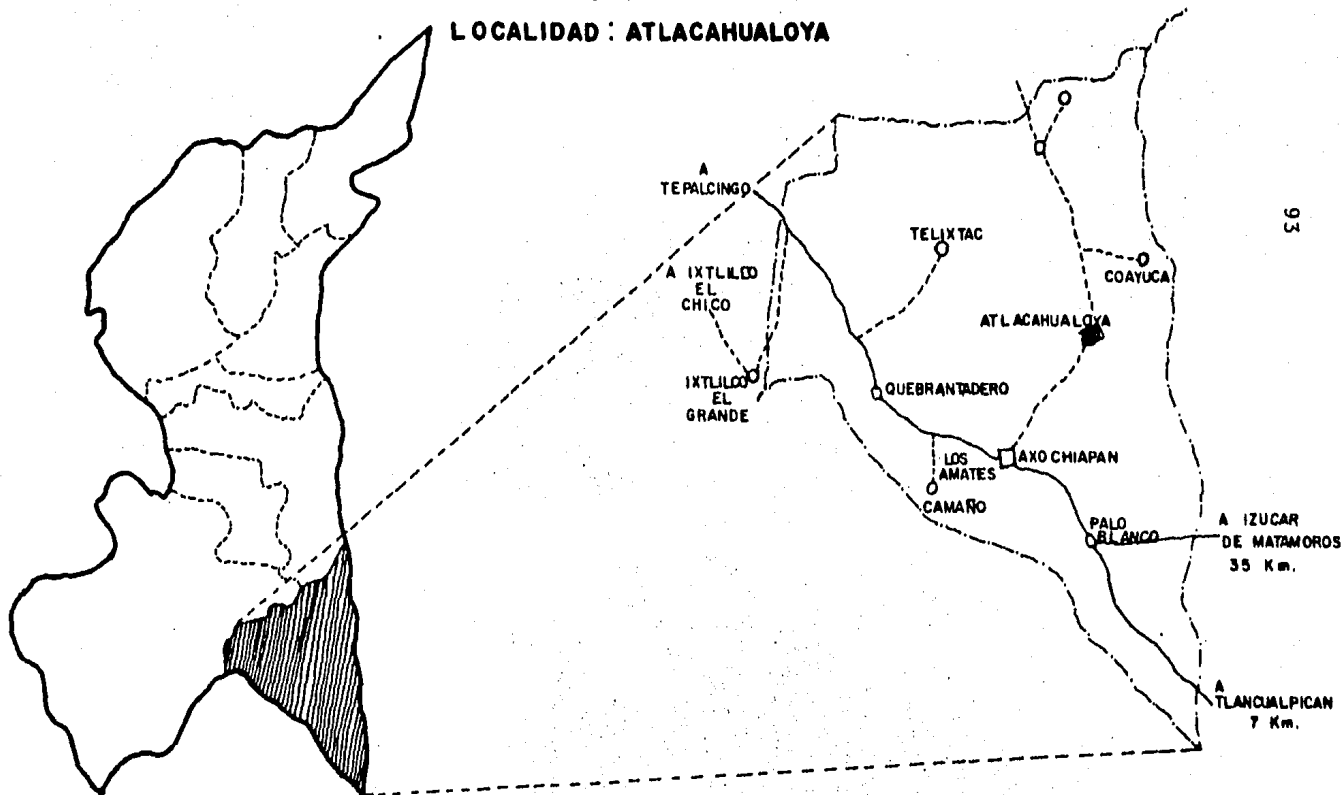 LOCALIDAD: ATLACAHUALOYA
93
A
TEPALCINGO
TELIXTAC
COAYUCA
A IXTLILCO
EL
CHICO
ATLACAHUALOYA
IXTLILCO
EL
GRANDE
QUEBRANTADERO
LOS
AMATES
AXOCHIAPAN
CAMAÑO
PALO
BLANCO
A IZUCAR
DE MATAMOROS
35 Km.
A
TLANCUALPICAN
7 Km.